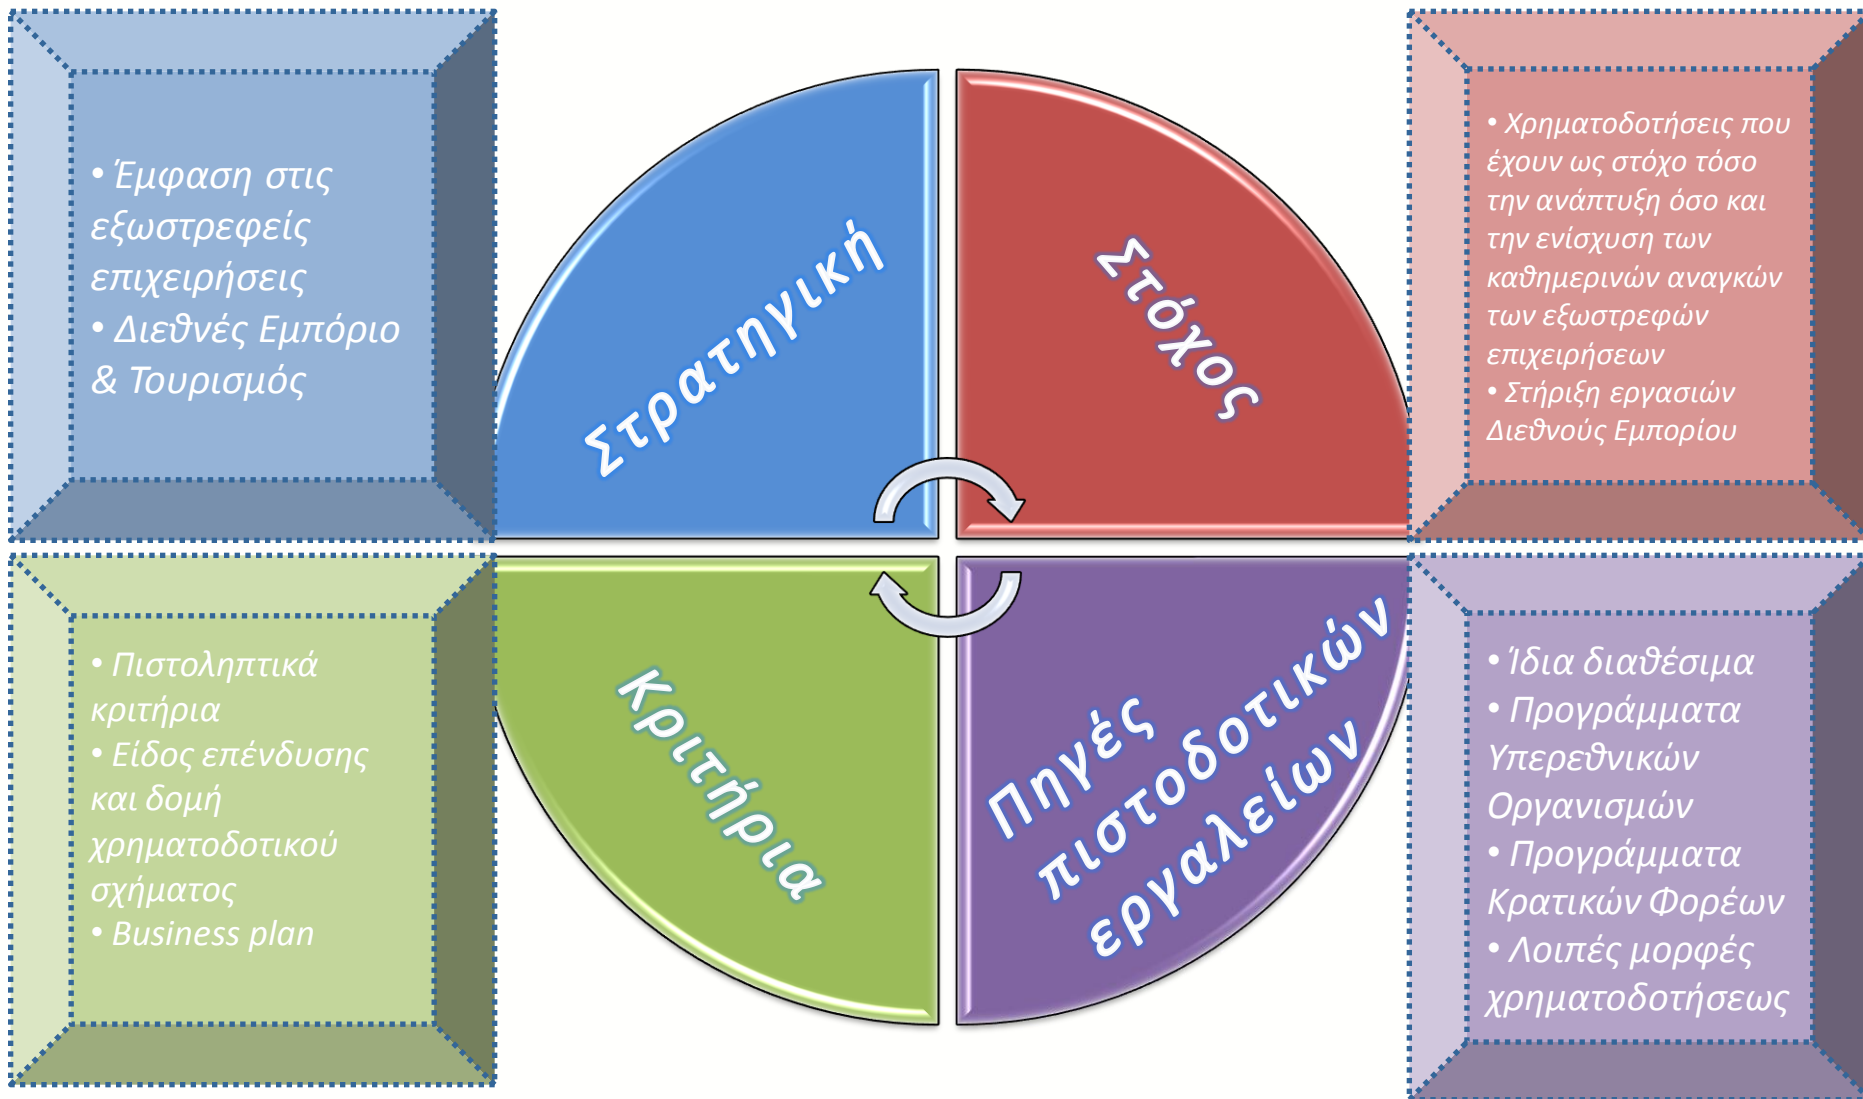 • Έμφαση στις
εξωστρεφείς
επιχειρήσεις
• Διεθνές Εμπόριο
& Τουρισμός
Στρατηγική
Στόχος
• Χρηματοδοτήσεις που
έχουν ως στόχο τόσο
την ανάπτυξη όσο και
την ενίσχυση των
καθημερινών αναγκών
των εξωστρεφών
επιχειρήσεων
• Στήριξη εργασιών
Διεθνούς Εμπορίου
• Πιστοληπτικά
κριτήρια
• Είδος επένδυσης
και δομή
χρηματοδοτικού
σχήματος
• Business plan
Κριτήρια
Πηγές
πιστοδοτικών
εργαλείων
• Ίδια διαθέσιμα
• Προγράμματα
Υπερεθνικών
Οργανισμών
• Προγράμματα
Κρατικών Φορέων
• Λοιπές μορφές
χρηματοδοτήσεως